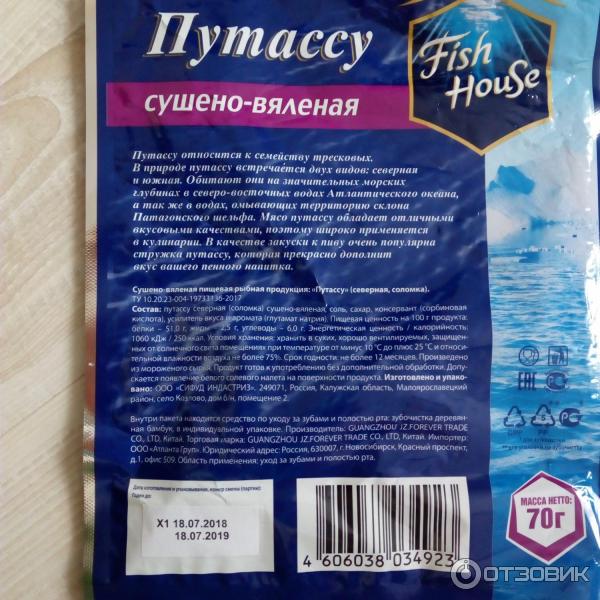 Путассу
Fish
House
сушено-вяленая
Путассу относится к семейству тресковых.
В природе путассу встречается двух видов: северная
и южная. Обитают они на значительных морских
глубинах в северо-восточных водах Атлантического океана,
а так же в водах, омывающих территорию склона
Патагонского шельфа. Мясо путассу обладает отличными
вкусовыми качествами, поэтому широко применяется
в кулинарии. В качестве закуски к пиву очень популярна
стружка путассу, которая прекрасно дополнит
вкус вашего пенного напитка.
Сушено-вяленая пищевая рыбная продукция: «Путассу» (северная, соломка).
ТУ 10.20.23-004-19733136-2017
Состав: путассу северная (соломка) сушено-вяленая, соль, сахар, консервант (сорбиновая
кислота), усилитель вкуса и аромата (глутамат натрия). Пищевая ценность на 100 г продукта:
белки – 51,0 г, жиры – 2,5 г, углеводы – 6,0 г. Энергетическая ценность / калорийность:
1060 кДж / 250 ккал. Условия хранения: хранить в сухих, хорошо вентилируемых, защищен-
ных от солнечного света помещениях при температуре от минус 10 °С до плюс 25 °С и относи-
тельной влажности воздуха не более 75%. Срок годности: не более 12 месяцев. Произведено
из мороженого сырья. Продукт готов к употреблению без дополнительной обработки. Допу-
скается появление белого солевого налета на поверхности продукта. Изготовлено и упако-
вано: ООО «СИФУД ИНДАСТРИЗ», 249071, Россия, Калужская область, Малоярославецкий
район, село Козлово, дом б/н, помещение 2.
Внутри пакета находится средство по уходу за зубами и полостью рта: зубочистка деревян-
ная бамбук, в индивидуальной упаковке. Производитель: GUANGZHOU JZ.FOREVER TRADE
CO., LTD, Китай. Торговая марка: GUANGZHOU JZ.FOREVER TRADE CO., LTD, Китай. Импортер:
ООО «Атланта Груп». Юридический адрес: Россия, 630007, г. Новосибирск, Красный проспект,
д.1, офис 509. Область применения: уход за зубами и полостью рта.
Дата изготовления и упаковывания, номер смены (партии):
Годен до:
X1 18.07.2018
18.07.2019
4 606038 034923
EAC
МАССА НЕТТО:
70г
ОТЗОВИК